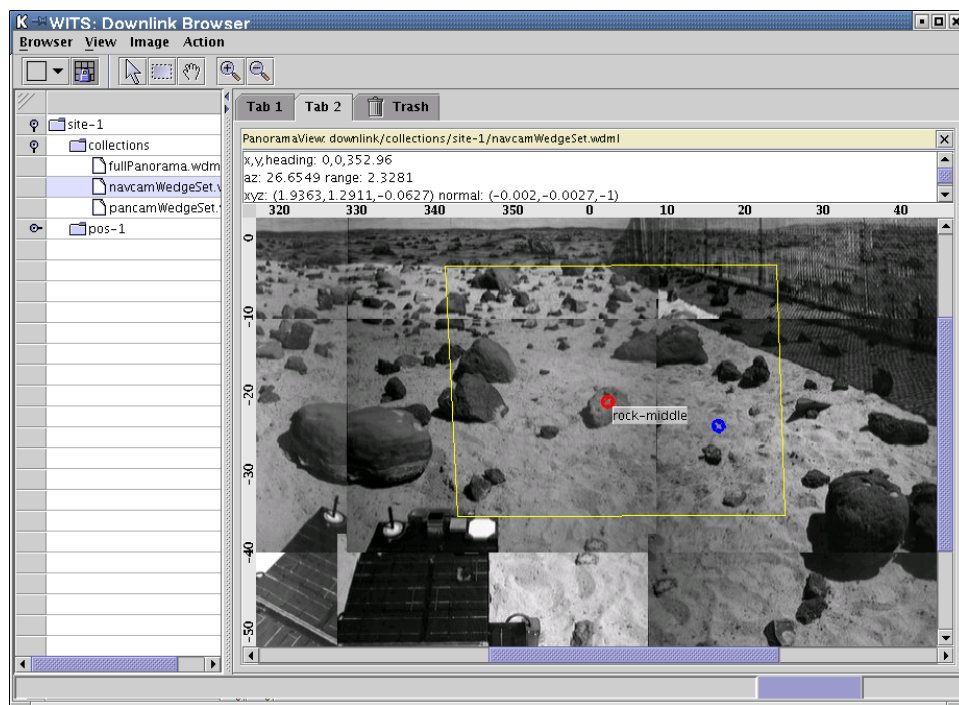 WITS: Downlink Browser
Browser View Image Action
Tab 1 Tab 2 Trash
site-1
collections
fullPanorama.wdm
navcamWedgeSet.v
pancamWedgeSet.
pos-1
PanoramaView: downlink/collections/site-1/navcamWedgeSet.wdml
x,y,heading: 0,0,352.96
az: 26.6549 range: 2.3281
xyz: (1.9363,1.2911,-0.0627) normal: (-0.002,-0.0027,-1)
320 330 340 350 0 10 20 30 40
0
-10
-20
-30
-40
-50
rock-middle